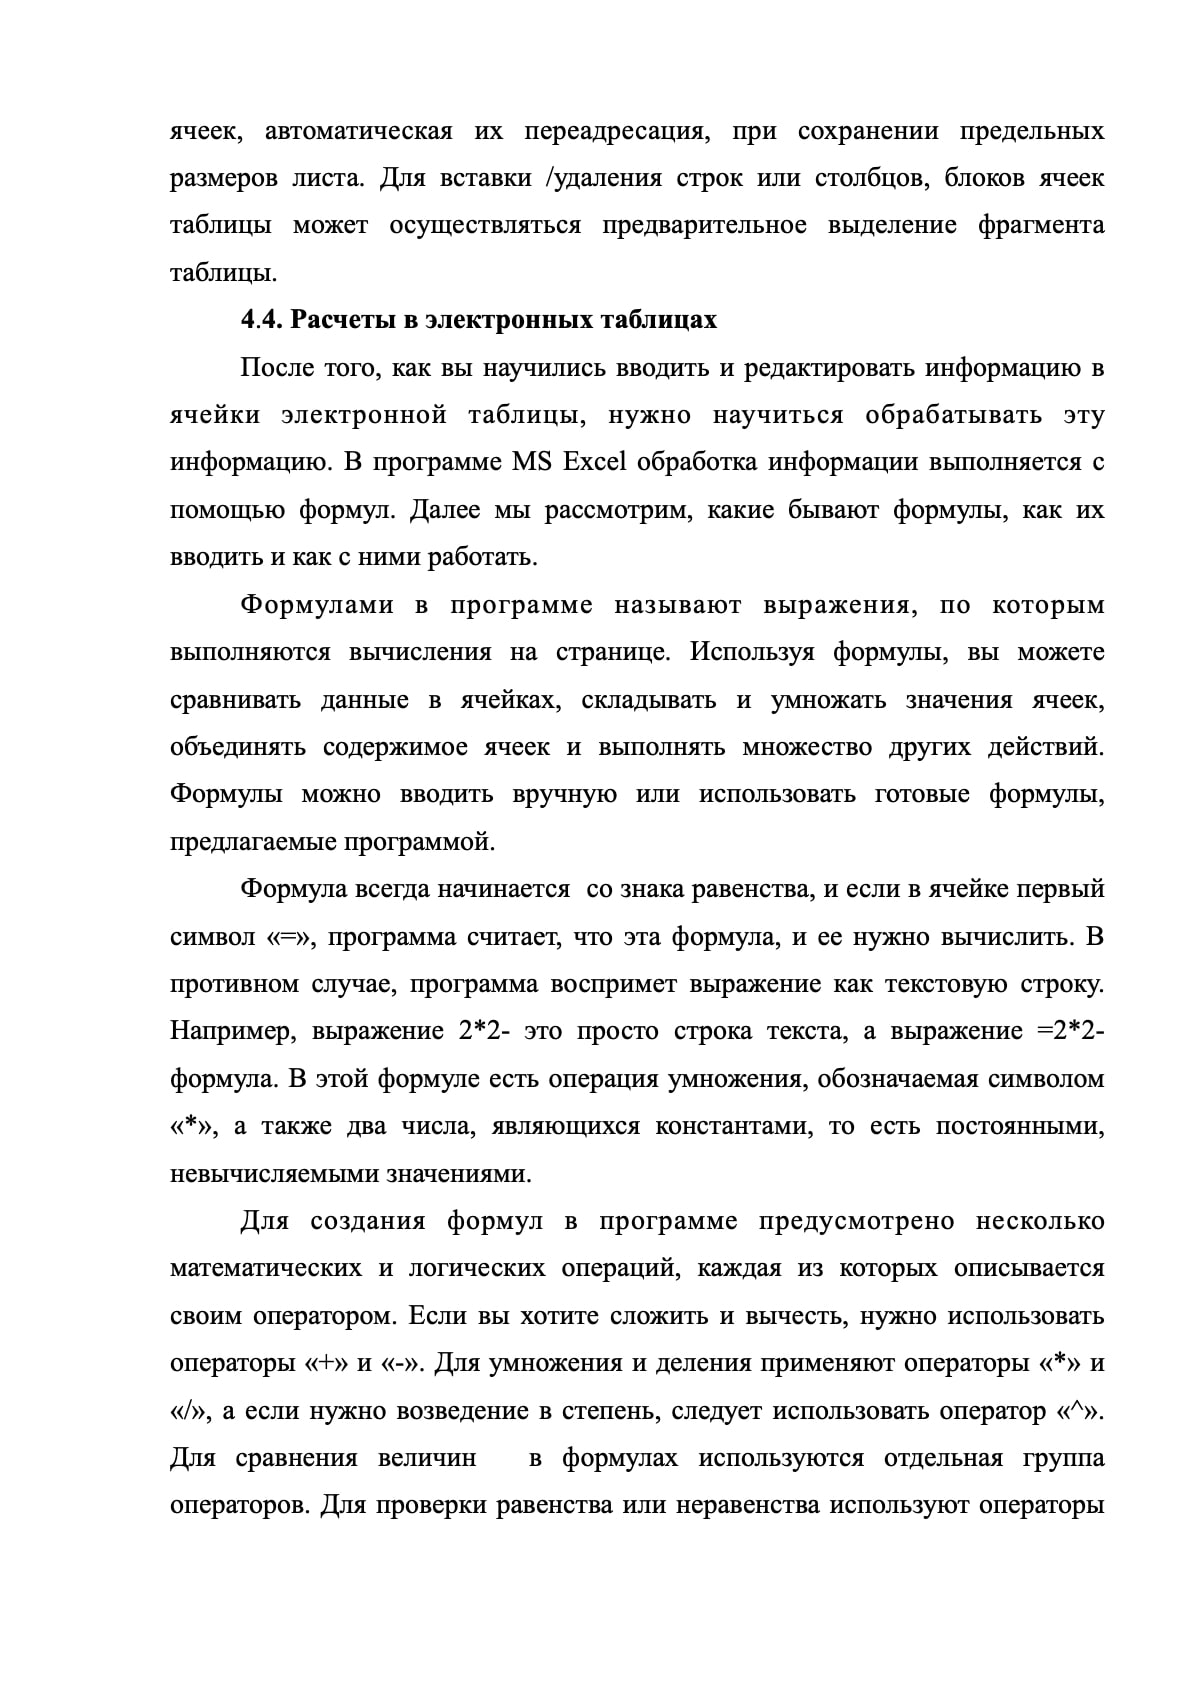 ячеек, автоматическая их переадресация, при сохранении предельных
размеров листа. Для вставки /удаления строк или столбцов, блоков ячеек
таблицы может осуществляться предварительное выделение фрагмента
таблицы.
4.4. Расчеты в электронных таблицах
После того, как вы научились вводить и редактировать информацию в
ячейки электронной таблицы, нужно научиться обрабатывать эту
информацию. В программе MS Excel обработка информации выполняется с
помощью формул. Далее мы рассмотрим, какие бывают формулы, как их
вводить и как с ними работать.
Формулами в программе называют выражения, по которым
выполняются вычисления на странице. Используя формулы, вы можете
сравнивать данные в ячейках, складывать и умножать значения ячеек,
объединять содержимое ячеек и выполнять множество других действий.
Формулы можно вводить вручную или использовать готовые формулы,
предлагаемые программой.
Формула всегда начинается  со знака равенства, и если в ячейке первый
символ «=», программа считает, что эта формула, и ее нужно вычислить. В
противном случае, программа воспримет выражение как текстовую строку.
Например, выражение 2*2- это просто строка текста, а выражение =2*2-
формула. В этой формуле есть операция умножения, обозначаемая символом
«*», а также два числа, являющихся константами, то есть постоянными,
невычисляемыми значениями.
Для создания формул в программе предусмотрено несколько
математических и логических операций, каждая из которых описывается
своим оператором. Если вы хотите сложить и вычесть, нужно использовать
операторы «+» и «-». Для умножения и деления применяют операторы «*» и
«/», а если нужно возведение в степень, следует использовать оператор «^».
Для сравнения величин  в формулах используются отдельная группа
операторов. Для проверки равенства или неравенства используют операторы